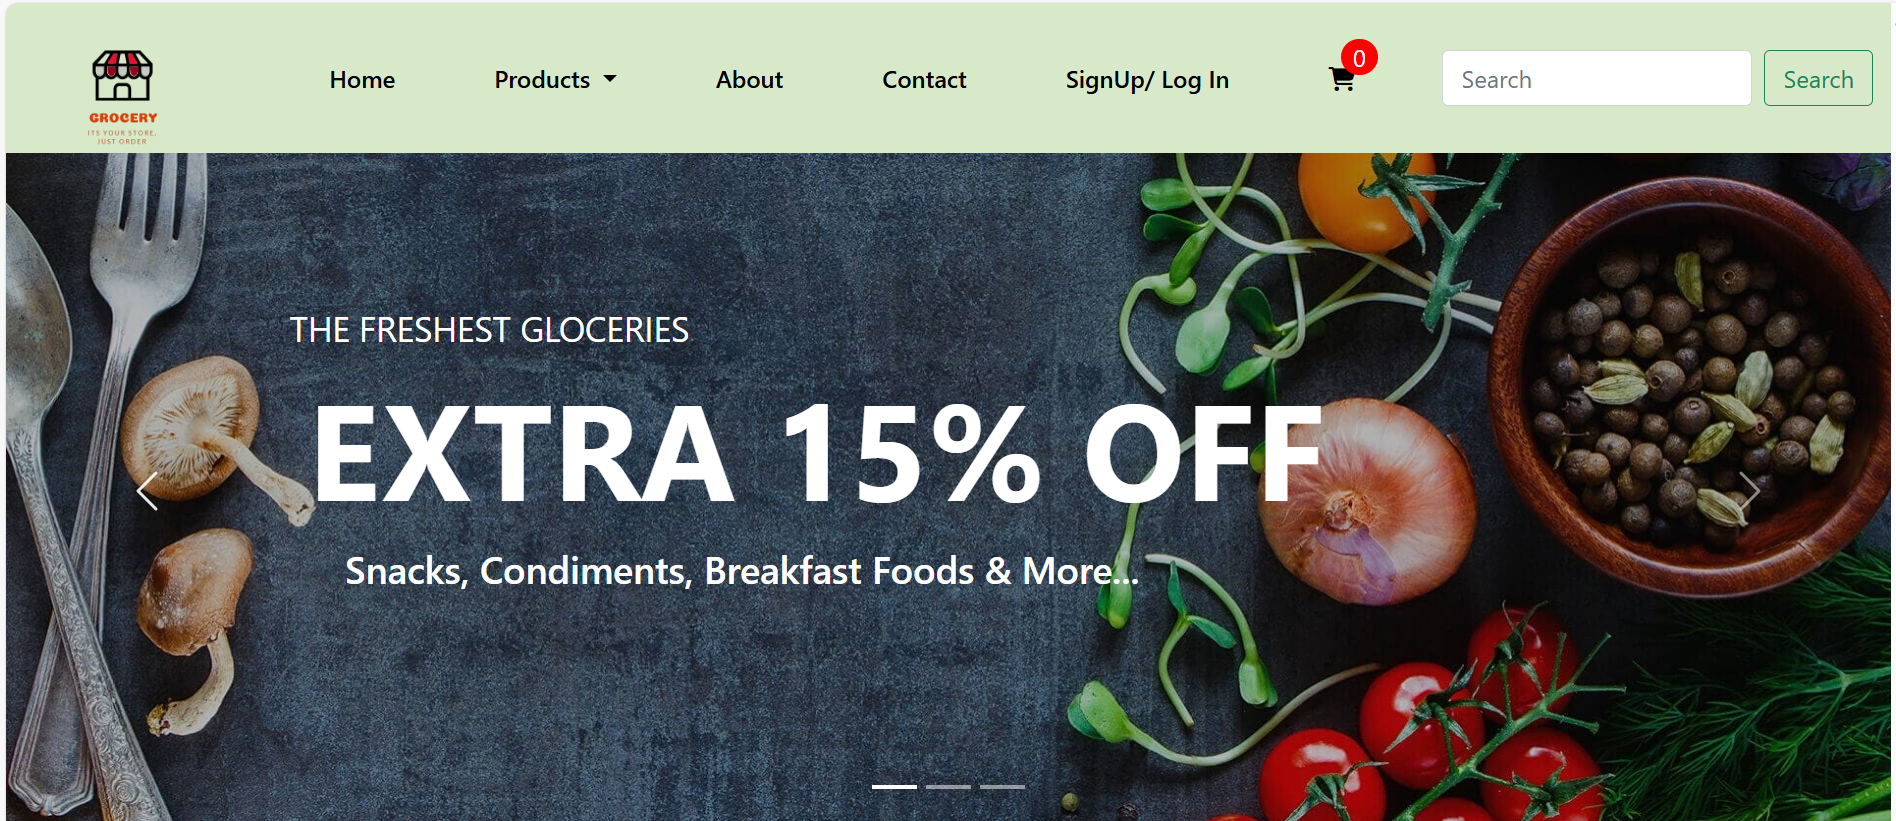 GROCERY
ITS YOUR STORE,
JUST ORDER
Home Products About Contact SignUp/ Log In 0 Search Search
THE FRESHEST GLOCERIES
EXTRA 15% OFF
Snacks, Condiments, Breakfast Foods & More...